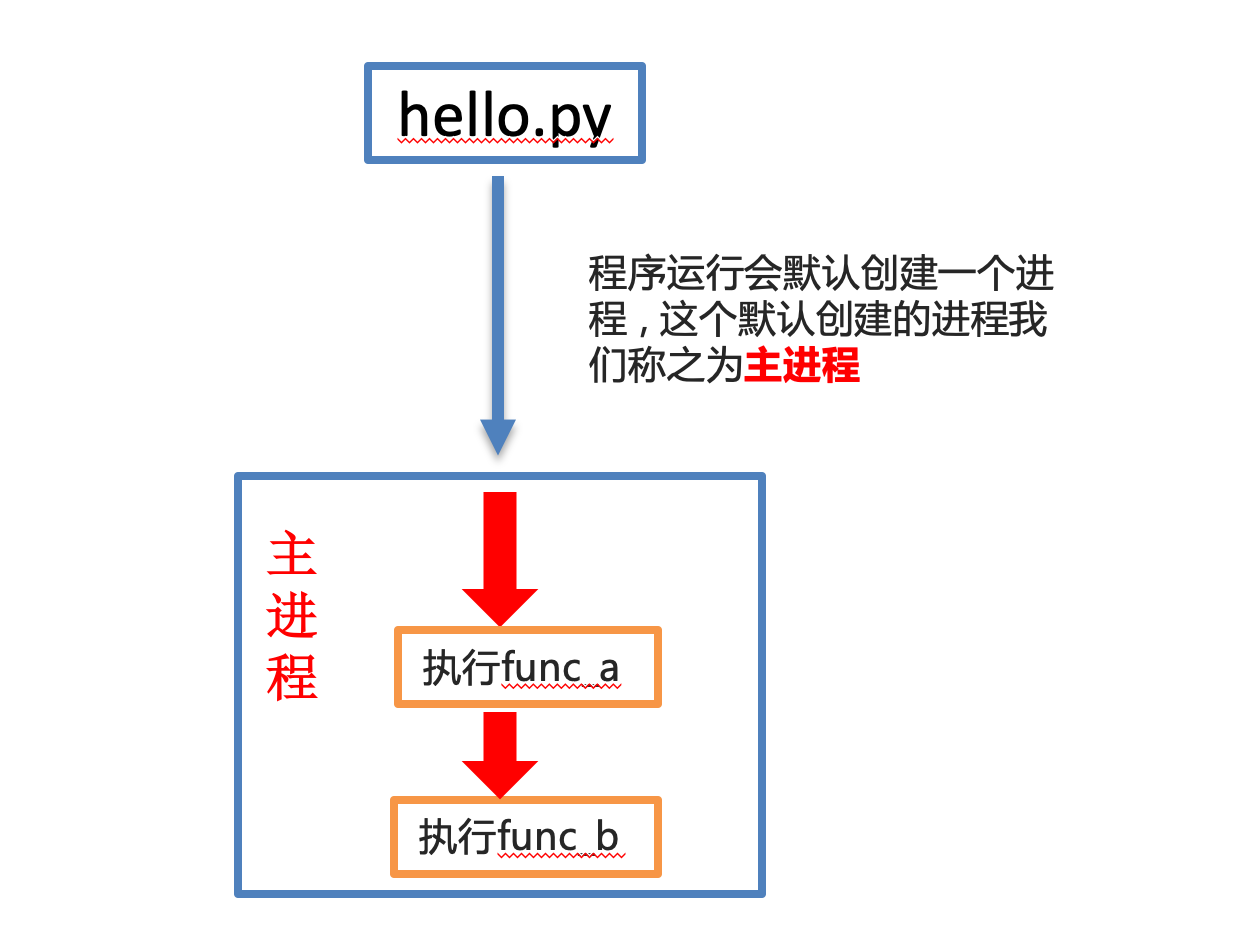 hello.py
程序运行会默认创建一个进
程，这个默认创建的进程我
们称之为主进程
主
进
程
执行func_a
执行func_b